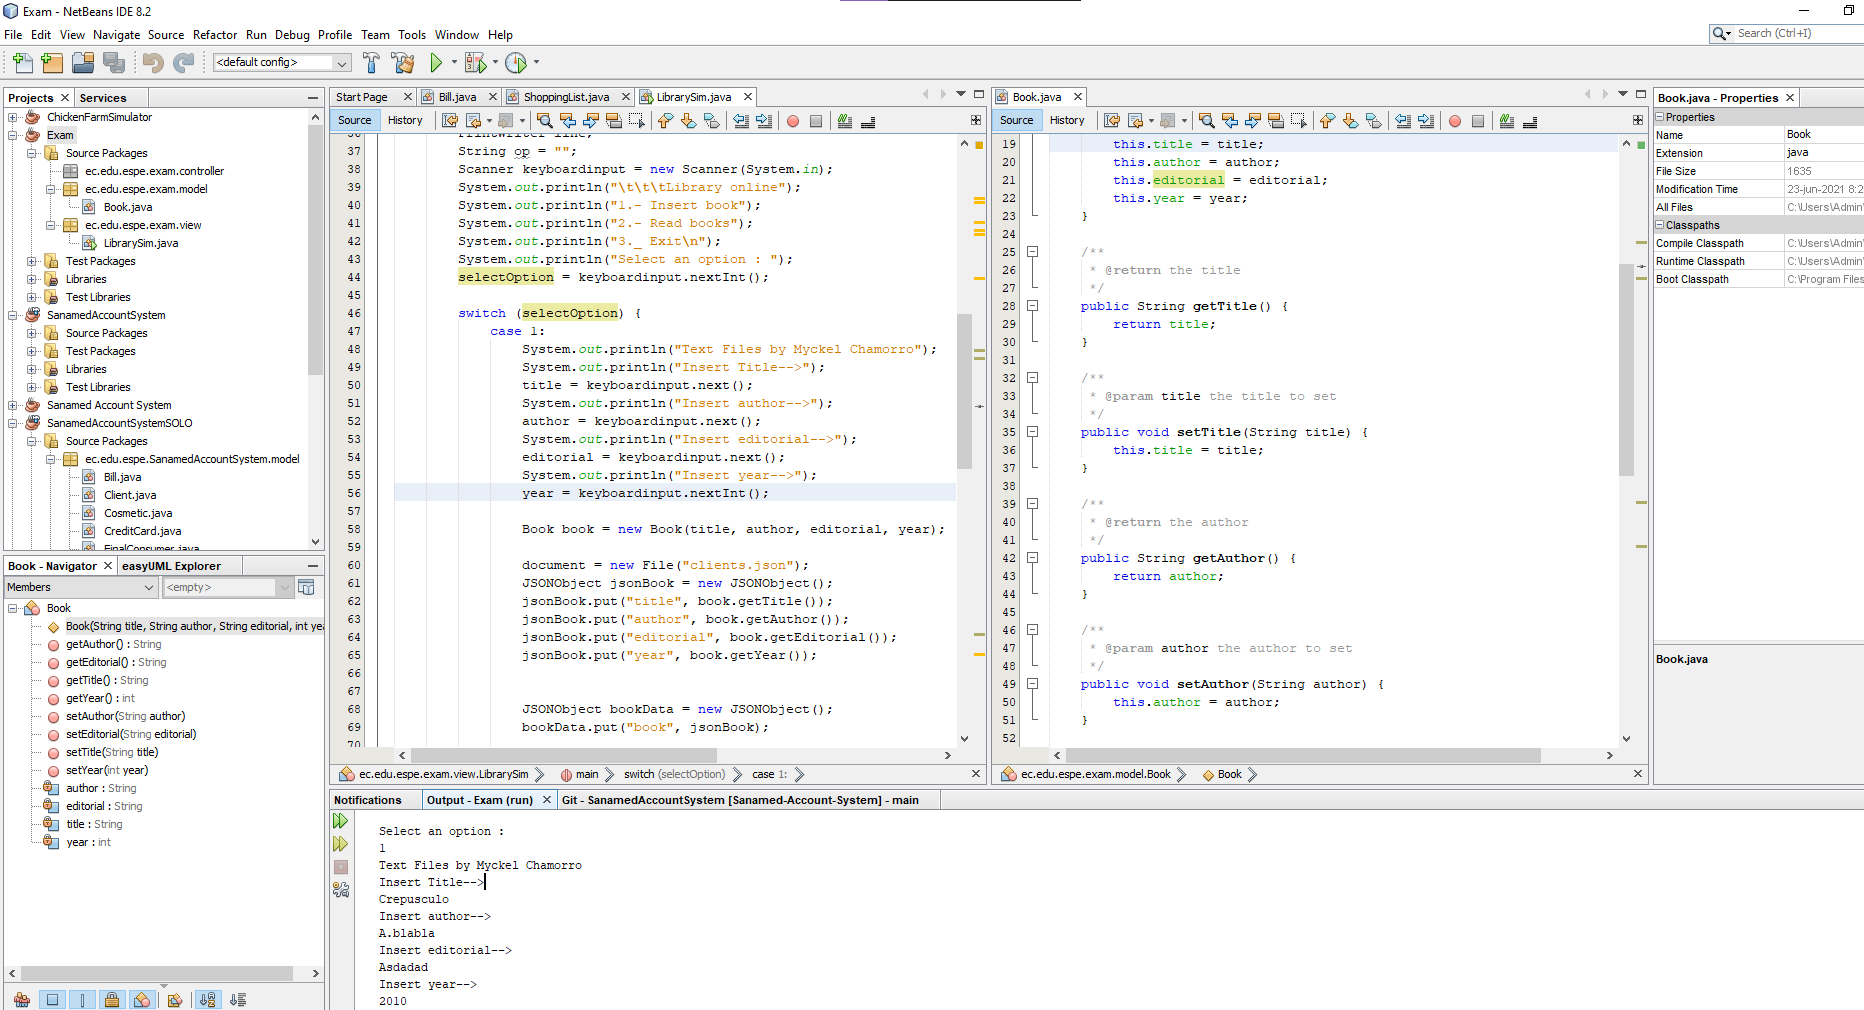 Exam - NetBeans IDE 8.2
File Edit View Navigate Source Refactor Run Debug Profile Team Tools Window Help
Search (Ctrl+I)
<default config>
Projects
Services
ChickenFarmSimulator
Exam
Source Packages
ec.edu.espe.exam.controller
ec.edu.espe.exam.model
Book.java
ec.edu.espe.exam.view
LibrarySim.java
Test Packages
Libraries
Test Libraries
SanamedAccountSystem
Source Packages
Test Packages
Libraries
Test Libraries
Sanamed Account System
SanamedAccountSystemSOLO
Source Packages
ec.edu.espe.SanamedAccountSystem.model
Bill.java
Client.java
Cosmetic.java
CreditCard.java
FinalConsumer.java
Book - Navigator
easyUML Explorer
Members
<empty>
Book
Book(String title, String author, String editorial, int yea
getAuthor() : String
getEditorial() : String
getTitle() : String
getYear() : int
setAuthor(String author)
setEditorial(String editorial)
setTitle(String title)
setYear(int year)
author : String
editorial : String
title : String
year : int
Start Page
Bill.java
ShoppingList.java
LibrarySim.java
Source History
36 PrintWriter line;
37 String op = "";
38 Scanner keyboardinput = new Scanner(System.in);
39 System.out.println("\t\t\tLibrary online");
40 System.out.println("1.- Insert book");
41 System.out.println("2.- Read books");
42 System.out.println("3._ Exit\n");
43 System.out.println("Select an option : ");
44 selectOption = keyboardinput.nextInt();
45
46 switch (selectOption) {
47 case 1:
48 System.out.println("Text Files by Myckel Chamorro");
49 System.out.println("Insert Title-->");
50 title = keyboardinput.next();
51 System.out.println("Insert author-->");
52 author = keyboardinput.next();
53 System.out.println("Insert editorial-->");
54 editorial = keyboardinput.next();
55 System.out.println("Insert year-->");
56 year = keyboardinput.nextInt();
57
58 Book book = new Book(title, author, editorial, year);
59
60 document = new File("clients.json");
61 JSONObject jsonBook = new JSONObject();
62 jsonBook.put("title", book.getTitle());
63 jsonBook.put("author", book.getAuthor());
64 jsonBook.put("editorial", book.getEditorial());
65 jsonBook.put("year", book.getYear());
66
67
68 JSONObject bookData = new JSONObject();
69 bookData.put("book", jsonBook);
70
ec.edu.espe.exam.view.LibrarySim
main
switch (selectOption)
case 1:
Book.java
Source History
19 this.title = title;
20 this.author = author;
21 this.editorial = editorial;
22 this.year = year;
23 }
24
25 /**
26 * @return the title
27 */
28 public String getTitle() {
29 return title;
30 }
31
32 /**
33 * @param title the title to set
34 */
35 public void setTitle(String title) {
36 this.title = title;
37 }
38
39 /**
40 * @return the author
41 */
42 public String getAuthor() {
43 return author;
44 }
45
46 /**
47 * @param author the author to set
48 */
49 public void setAuthor(String author) {
50 this.author = author;
51 }
52
ec.edu.espe.exam.model.Book
Book
Book.java - Properties
Properties
Name Book
Extension java
File Size 1635
Modification Time 23-jun-2021 8:2
All Files C:\Users\Admin\
Classpaths
Compile Classpath C:\Users\Admin\
Runtime Classpath C:\Users\Admin\
Boot Classpath C:\Program Files
Book.java
Notifications
Output - Exam (run)
Git - SanamedAccountSystem [Sanamed-Account-System] - main
Select an option :
1
Text Files by Myckel Chamorro
Insert Title-->
Crepusculo
Insert author-->
A.blabla
Insert editorial-->
Asdadad
Insert year-->
2010